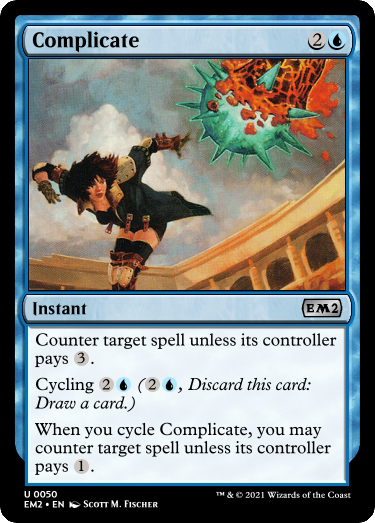 Complicate 2
Instant EM2
Counter target spell unless its controller
pays 3.
Cycling 2 (2, Discard this card:
Draw a card.)
When you cycle Complicate, you may
counter target spell unless its controller
pays 1.
U 0050
EM2 • EN Scott M. Fischer ™ & © 2021 Wizards of the Coast